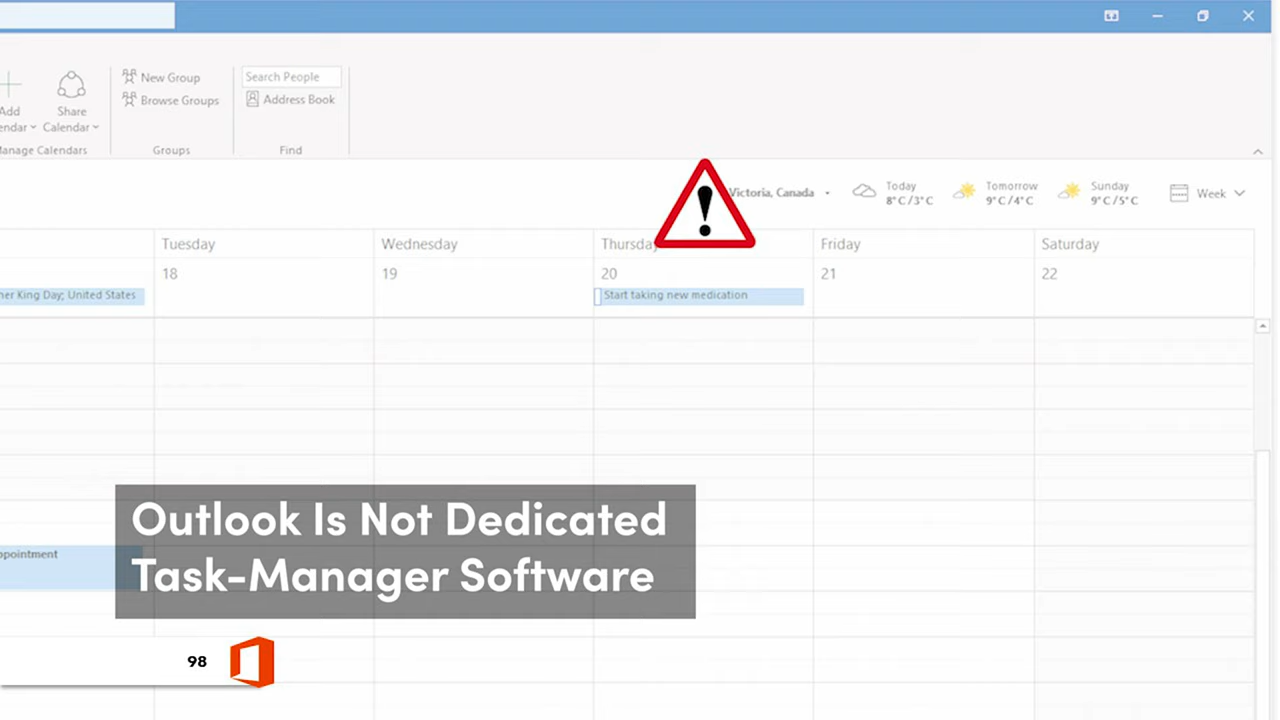 Add
endar
Share
Calendar
anage Calendars
New Group
Browse Groups
Groups
Search People
Address Book
Find
Victoria, Canada
Today
8°C/3°C
Tomorrow
9°C/4°C
Sunday
9°C/5°C
Week
Tuesday
Wednesday
Thursday
Friday
Saturday
18
19
20
21
22
her King Day; United States
Start taking new medication
ppointment
Outlook Is Not Dedicated
Task-Manager Software
98